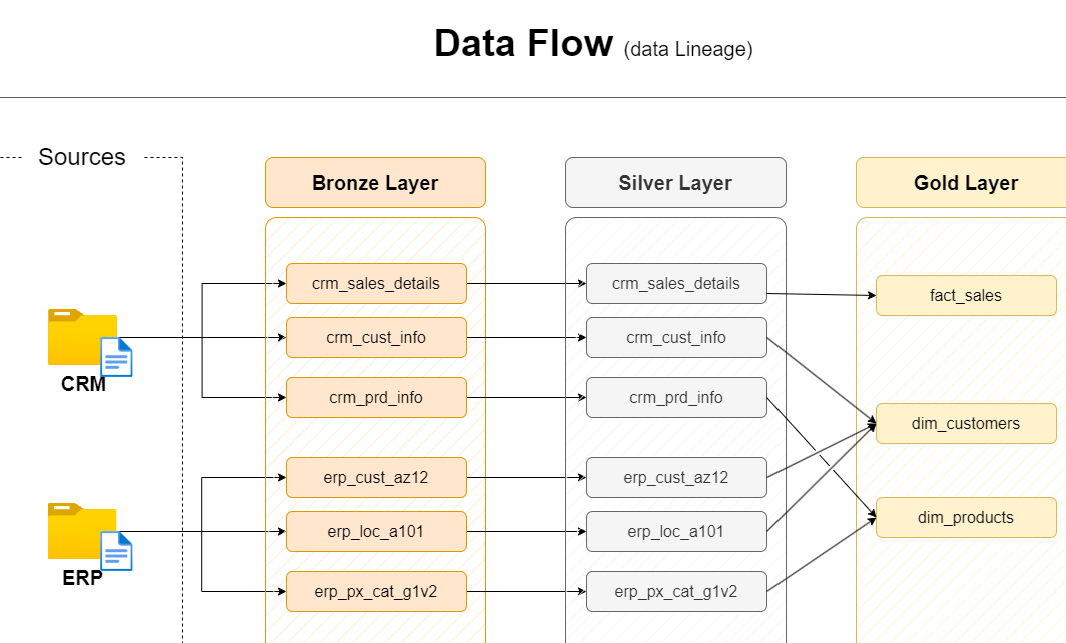 Data Flow (data Lineage)
Sources
Bronze Layer
Silver Layer
Gold Layer
crm_sales_details
crm_sales_details
fact_sales
crm_cust_info
crm_cust_info
CRM
crm_prd_info
crm_prd_info
dim_customers
erp_cust_az12
erp_cust_az12
erp_loc_a101
erp_loc_a101
dim_products
ERP
erp_px_cat_g1v2
erp_px_cat_g1v2